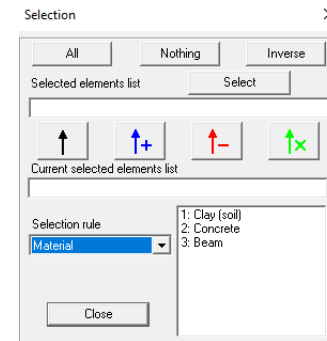 Selection
All Nothing Inverse
Selected elements list Select
Current selected elements list
Selection rule
Material
1: Clay (soil)
2: Concrete
3: Beam
Close